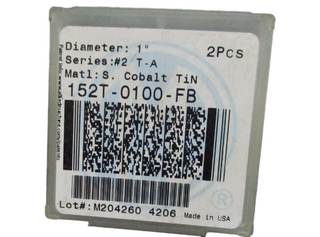 Diameter: 1" 2Pcs
Series:#2 T-A
Matl:S. Cobalt TiN
152T-0100-FB
®
Lot#:M204260 4206 Made in USA